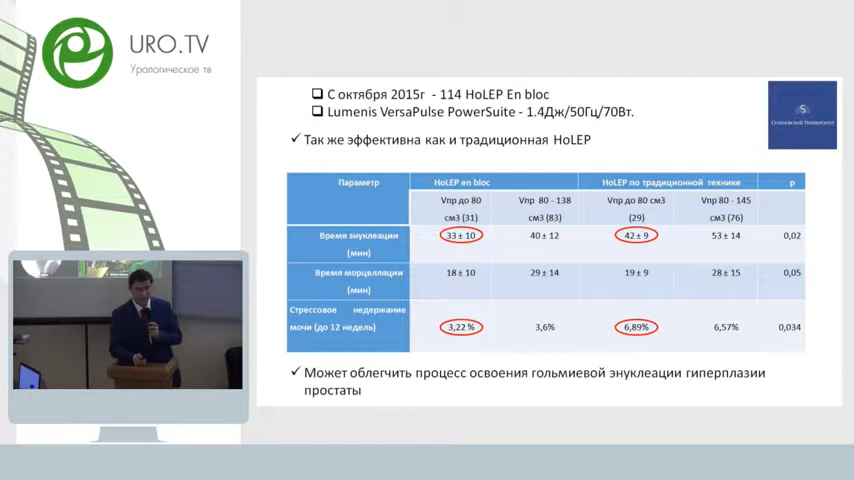 URO.TV
Урологическое тв
С октября 2015г - 114 HoLEP En bloc
Lumenis VersaPulse PowerSuite - 1.4Дж/50Гц/70Вт.
Так же эффективна как и традиционная HoLEP
Сеченовский Университет
Параметр HoLEP en bloc HoLEP по традиционной технике p
Vпр до 80 Vпр 80 - 138 Vпр до 80 см3 Vпр 80 - 145
см3 (31) см3 (83) (29) см3 (76)
Время энуклеации 33 ± 10 40 ± 12 42 ± 9 53 ± 14 0,02
(мин)
Время морцелляции 18 ± 10 29 ± 14 19 ± 9 28 ± 15 0,05
(мин)
Стрессовое недержание
мочи (до 12 недель) 3,22 % 3,6% 6,89% 6,57% 0,034
Может облегчить процесс освоения гольмиевой энуклеации гиперплазии
простаты